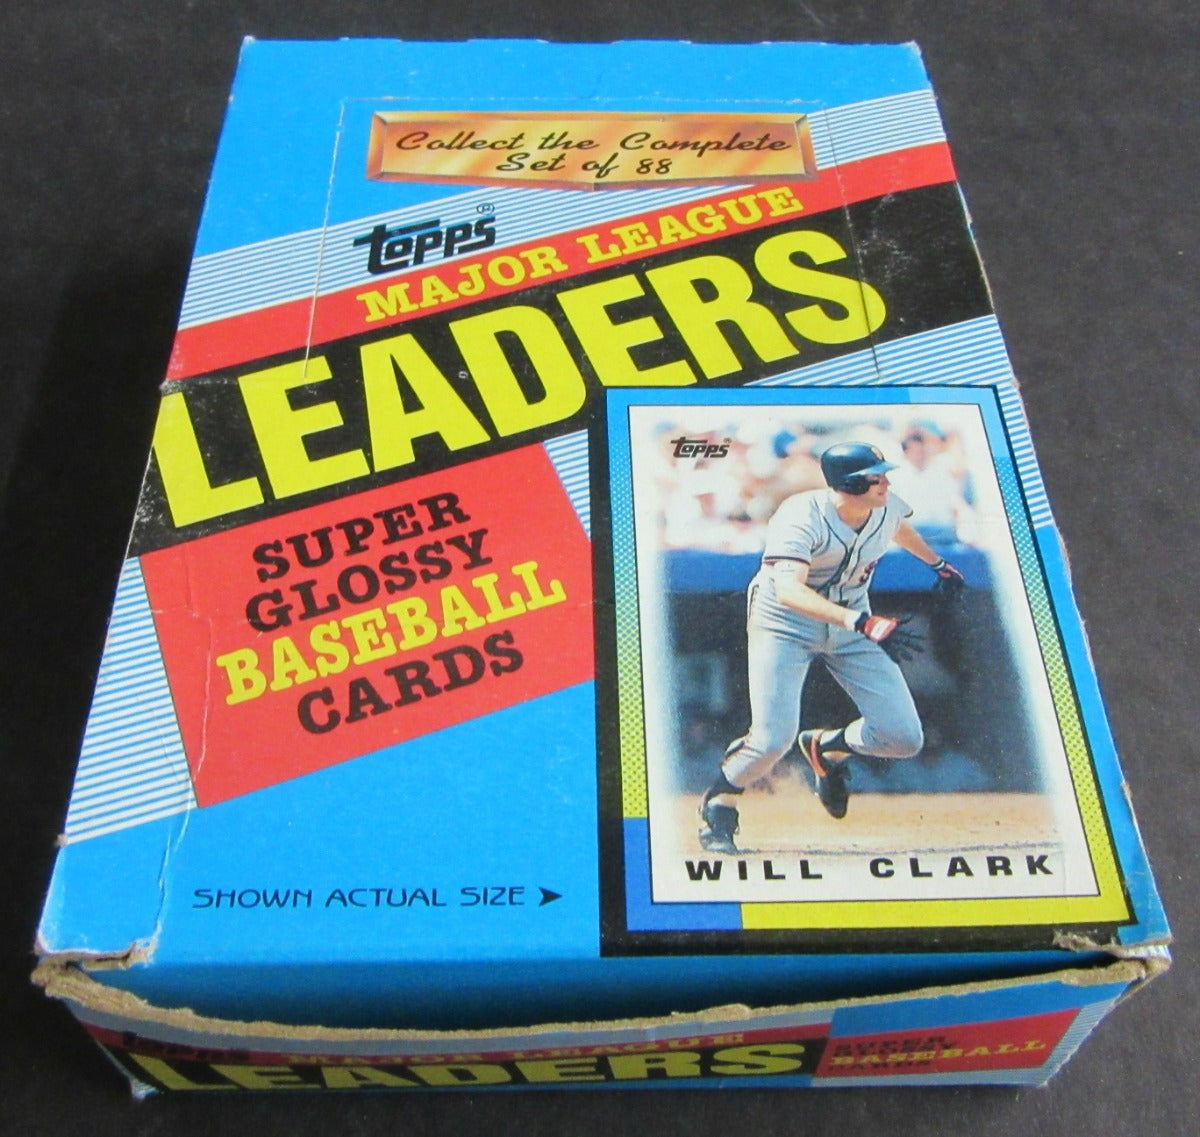 Collect the Complete
Set of 88
Topps®
MAJOR LEAGUE
LEADERS
SUPER
GLOSSY
BASEBALL
CARDS
Topps®
WILL CLARK
SHOWN ACTUAL SIZE
Topps
MAJOR LEAGUE
LEADERS
SUPER
GLOSSY
BASEBALL
CARDS